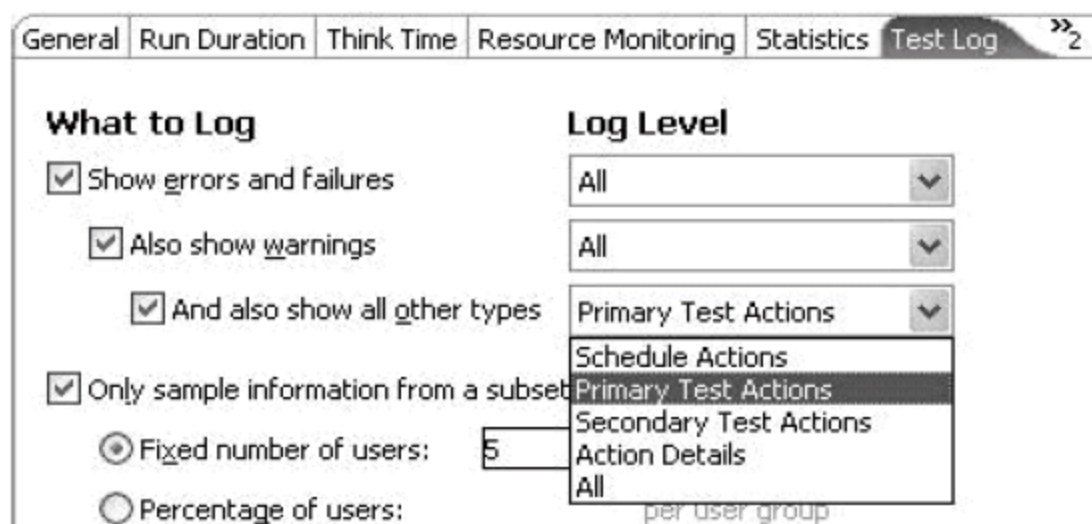 General Run Duration Think Time Resource Monitoring Statistics Test Log »2
What to Log Log Level
Show errors and failures All
Also show warnings All
And also show all other types Primary Test Actions
Schedule Actions
Only sample information from a subset Primary Test Actions
Secondary Test Actions
Fixed number of users: 5 Action Details
All
Percentage of users: per user group